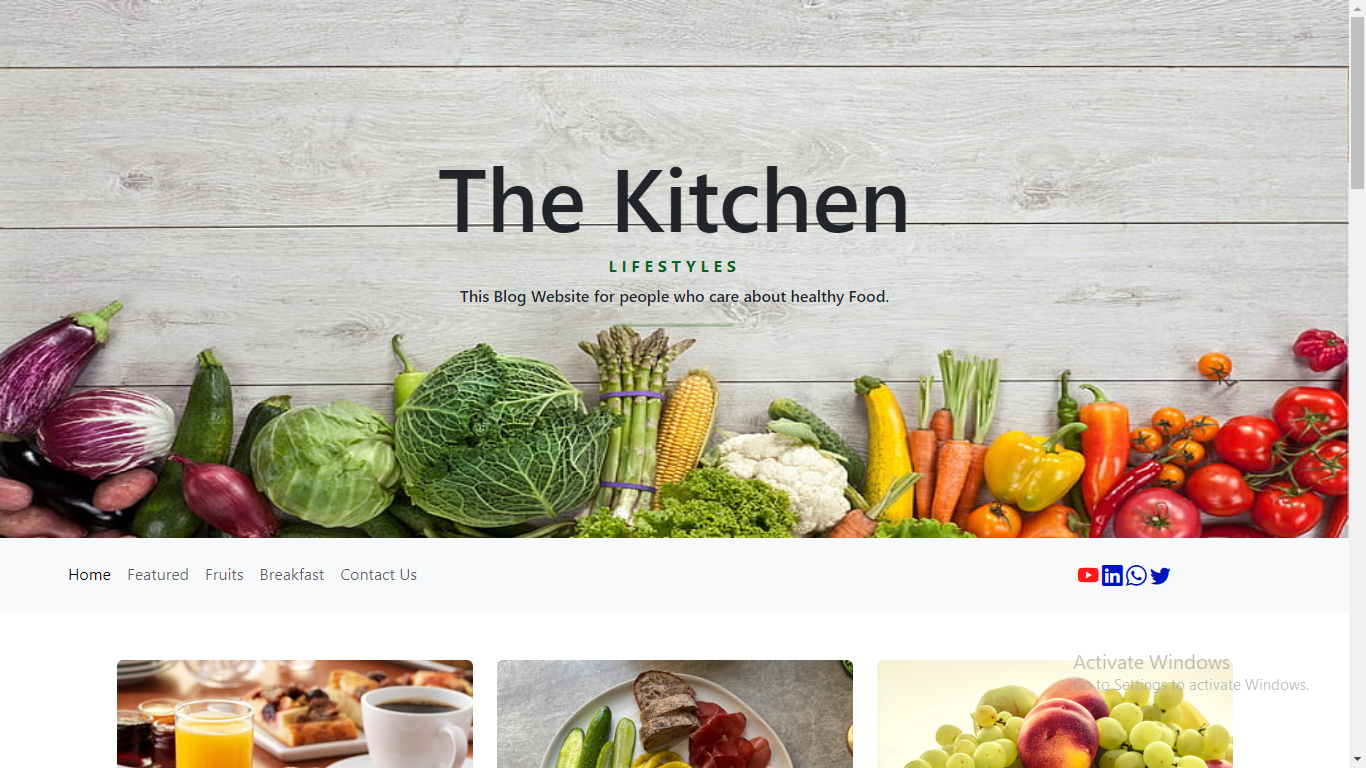 The Kitchen
LIFESTYLES
This Blog Website for people who care about healthy Food.
Home Featured Fruits Breakfast Contact Us
Activate Windows
Go to Settings to activate Windows.